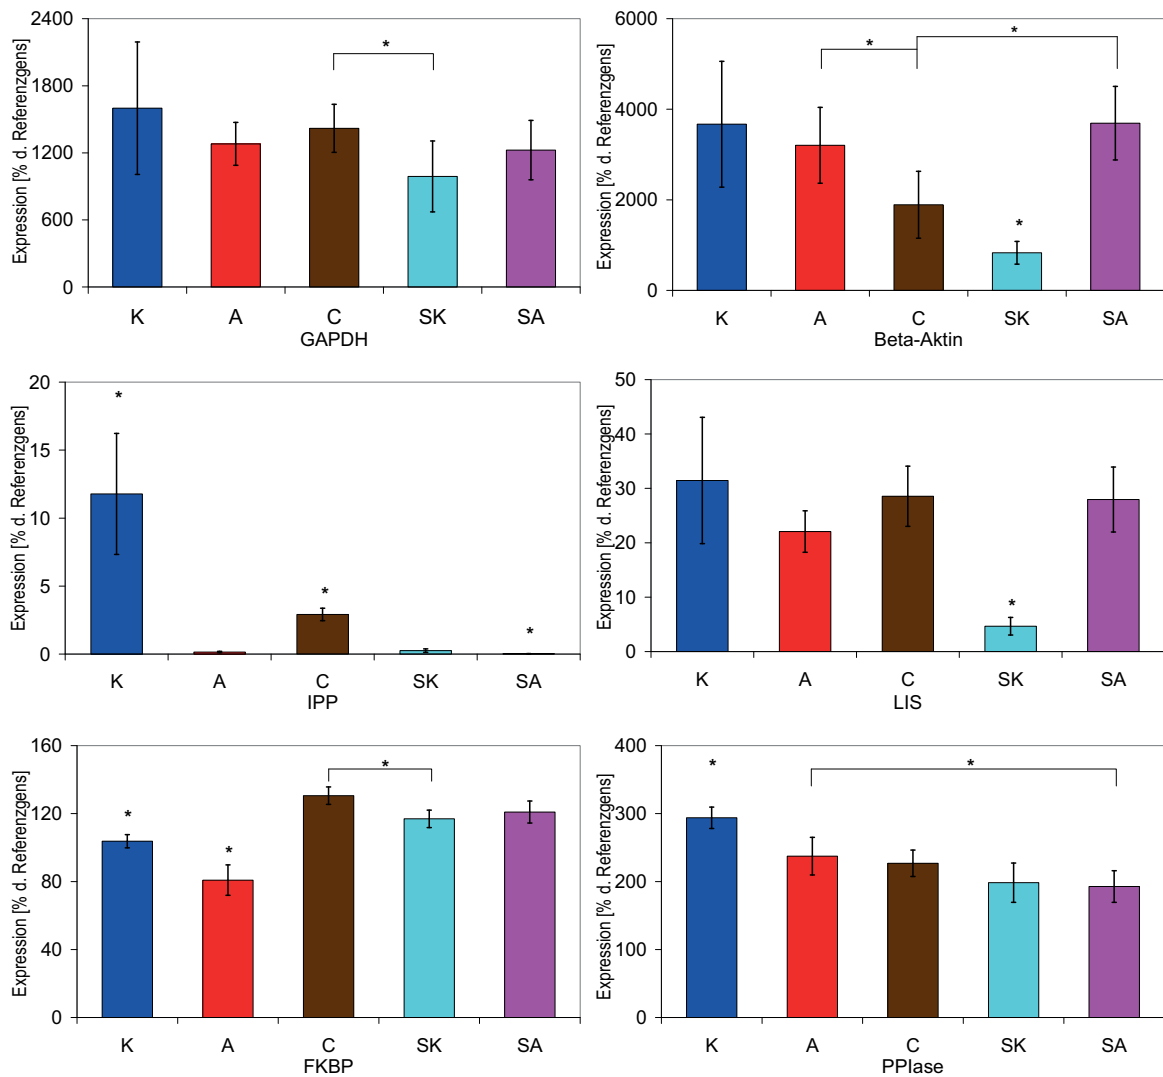 Expression [% d. Referenzgens]
2400
1800
1200
600
0
*
K A C SK SA
GAPDH
Expression [% d. Referenzgens]
6000
4000
2000
0
* *
*
K A C SK SA
Beta-Aktin
Expression [% d. Referenzgens]
20
15
10
5
0
*
*
*
K A C SK SA
IPP
Expression [% d. Referenzgens]
50
40
30
20
10
0
*
K A C SK SA
LIS
Expression [% d. Referenzgens]
160
120
80
40
0
*
*
*
K A C SK SA
FKBP
Expression [% d. Referenzgens]
400
300
200
100
0
* *
K A C SK SA
PPIase